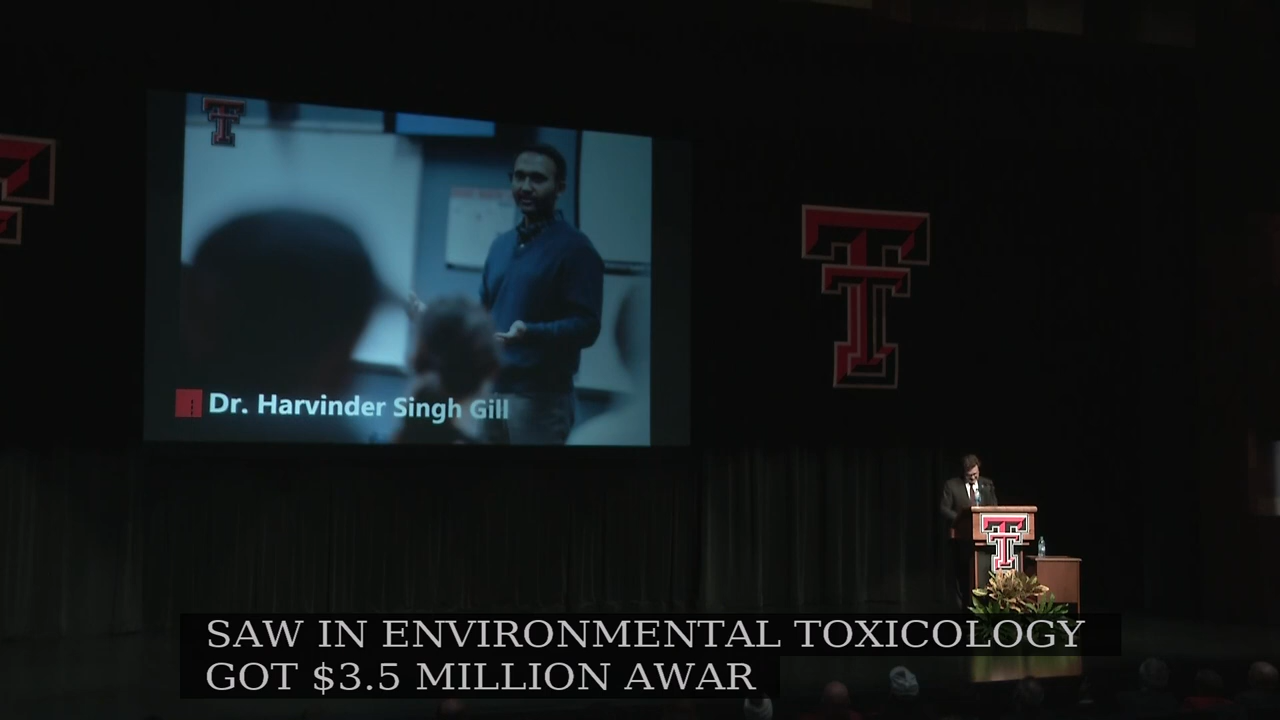 Dr. Harvinder Singh Gill
SAW IN ENVIRONMENTAL TOXICOLOGY
GOT $3.5 MILLION AWAR